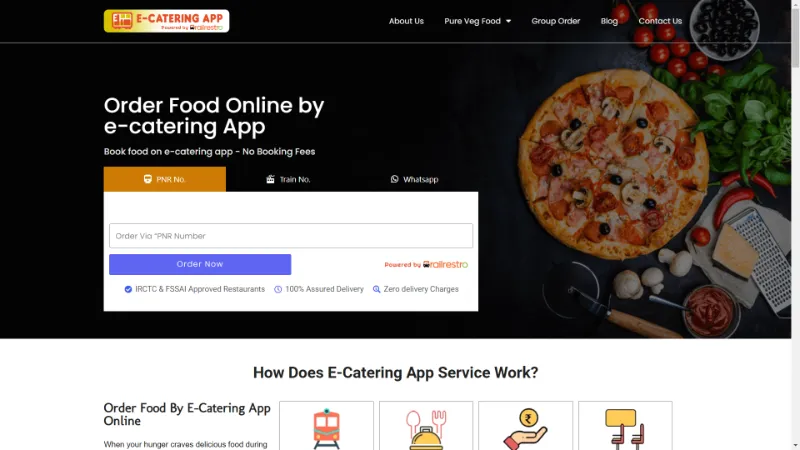 E-CATERING APP
Powered by railrestro
About Us
Pure Veg Food
Group Order
Blog
Contact Us
Order Food Online by
e-catering App
Book food on e-catering app - No Booking Fees
PNR No.
Train No.
Whatsapp
Order Via "PNR Number
Order Now
Powered by railrestro
IRCTC & FSSAI Approved Restaurants
100% Assured Delivery
Zero delivery Charges
How Does E-Catering App Service Work?
Order Food By E-Catering App
Online
When your hunger craves delicious food during